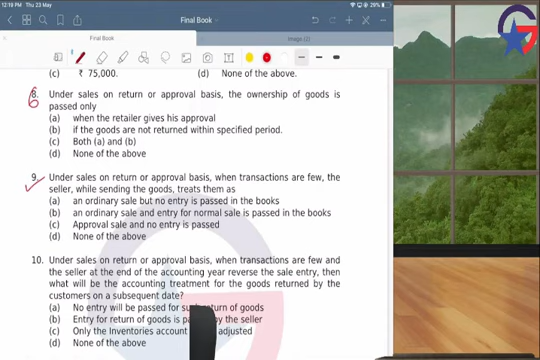 12:10 PM Thu 23 May
Final Book
29%
Final Book
Image (2)
(c) ₹ 75,000. (d) None of the above.
8. Under sales on return or approval basis, the ownership of goods is
passed only
(a) when the retailer gives his approval
(b) if the goods are not returned within specified period.
(c) Both (a) and (b)
(d) None of the above
9. Under sales on return or approval basis, when transactions are few, the
the seller, while sending the goods, treats them as
(a) an ordinary sale but no entry is passed in the books
(b) an ordinary sale and entry for normal sale is passed in the books
(c) Approval sale and no entry is passed
(d) None of the above
10. Under sales on return or approval basis, when transactions are few and
the seller at the end of the accounting year reverse the sale entry, then
what will be the accounting treatment for the goods returned by the
customers on a subsequent date?
(a) No entry will be passed for such return of goods
(b) Entry for return of goods is passed by the seller
(c) Only the Inventories account adjusted
(d) None of the above